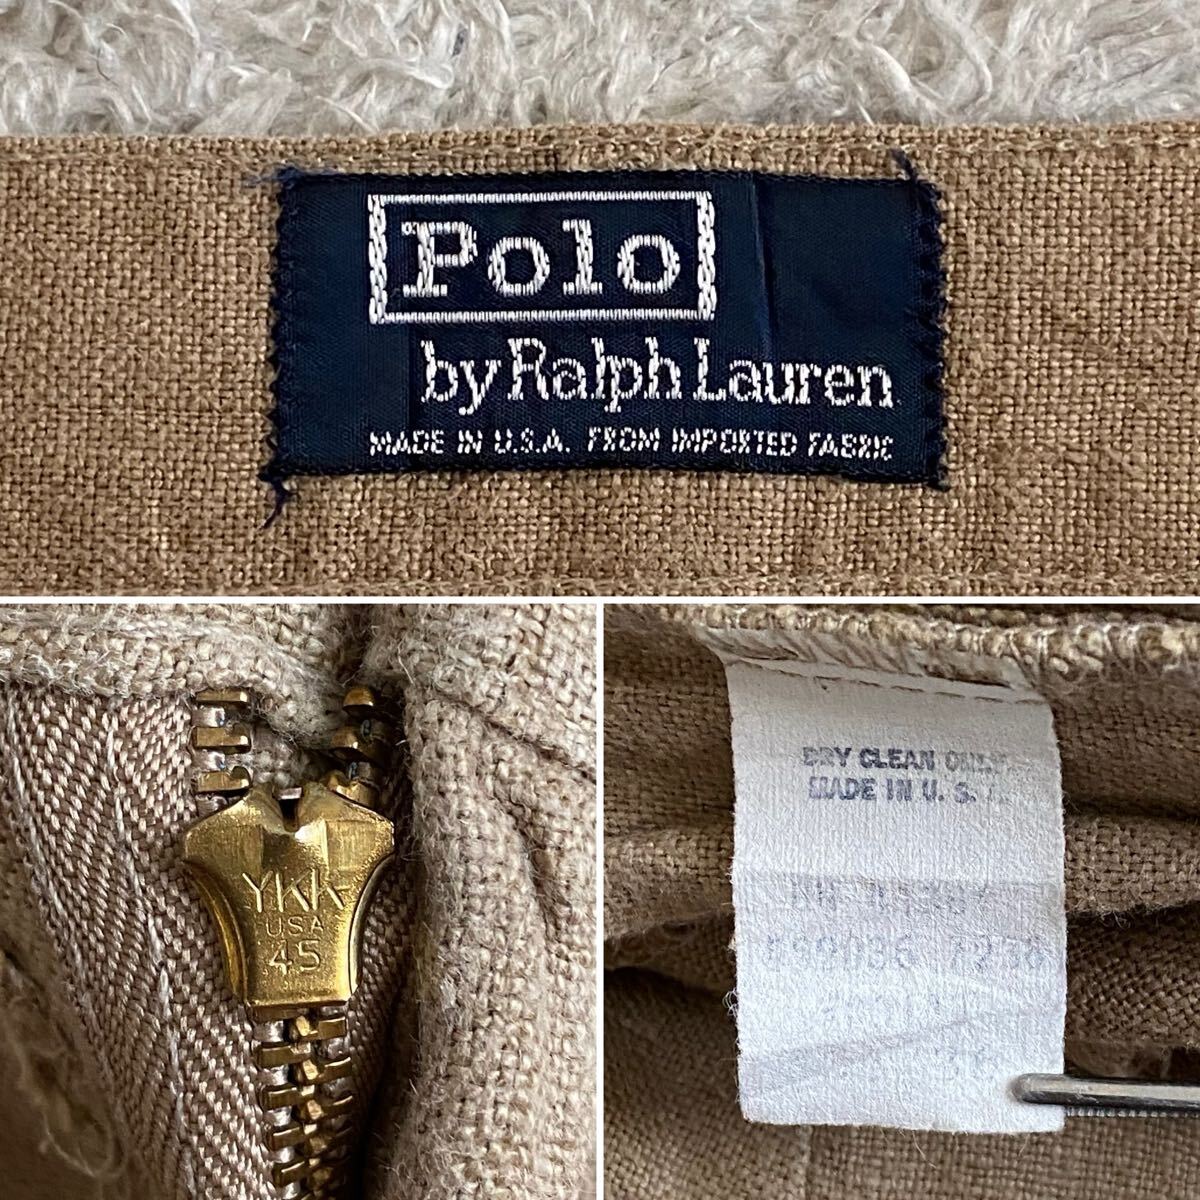 Polo
by Ralph Lauren
MADE IN U.S.A. FROM IMPORTED FABRIC
YKK
USA
45
DRY CLEAN ONLY
MADE IN U. S.